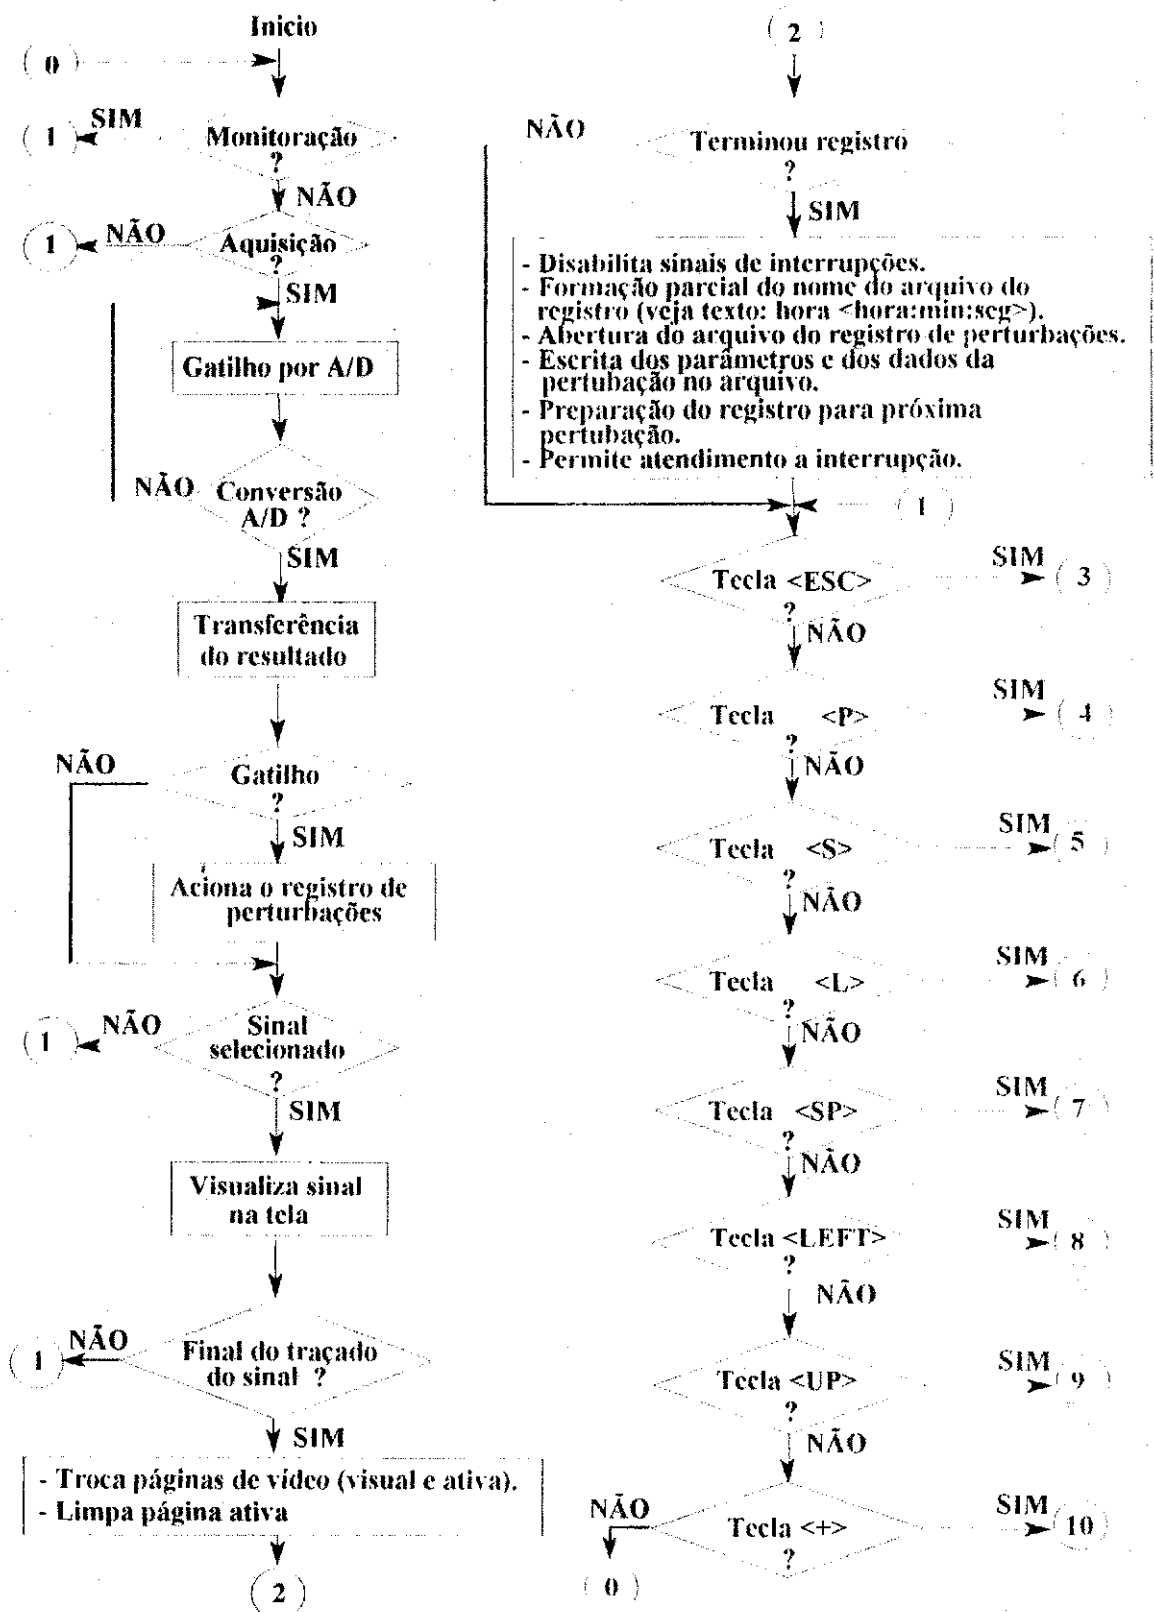 Inicio
( 0 )
SIM
( 1 )
Monitoração
?
NÃO
( 1 )
NÃO
Aquisição
?
SIM
Gatilho por A/D
NÃO
Conversão
A/D ?
SIM
Transferência
do resultado
NÃO
Gatilho
?
SIM
Aciona o registro de
perturbações
( 1 )
NÃO
Sinal
selecionado
?
SIM
Visualiza sinal
na tela
( 1 )
NÃO
Final do traçado
do sinal ?
SIM
- Troca páginas de vídeo (visual e ativa).
- Limpa página ativa
( 2 )
( 2 )
NÃO
Terminou registro
?
SIM
- Disabilita sinais de interrupções.
- Formação parcial do nome do arquivo do
registro (veja texto: hora <hora:min:seg>).
- Abertura do arquivo do registro de perturbações.
- Escrita dos parâmetros e dos dados da
pertubação no arquivo.
- Preparação do registro para próxima
pertubação.
- Permite atendimento a interrupção.
( 1 )
Tecla <ESC>
?
SIM
( 3 )
NÃO
Tecla <P>
?
SIM
( 4 )
NÃO
Tecla <S>
?
SIM
( 5 )
NÃO
Tecla <L>
?
SIM
( 6 )
NÃO
Tecla <SP>
?
SIM
( 7 )
NÃO
Tecla <LEFT>
?
SIM
( 8 )
NÃO
Tecla <UP>
?
SIM
( 9 )
NÃO
Tecla <+>
?
SIM
( 10 )
NÃO
( 0 )